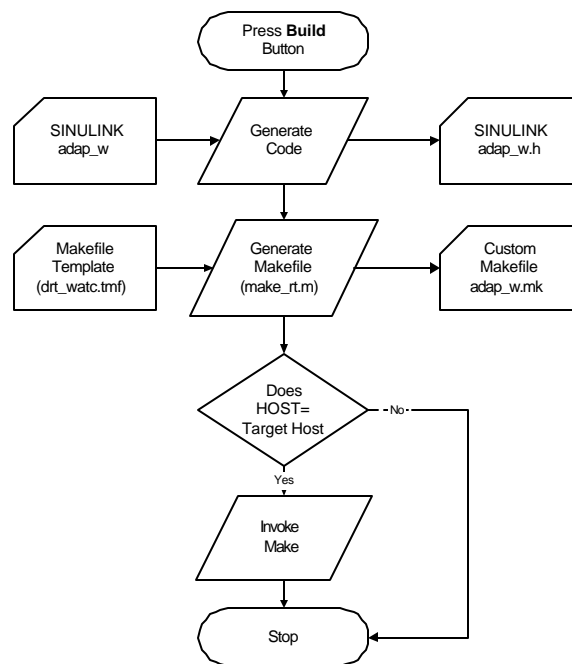 Press Build
Button
SINULINK
adap_w
Generate
Code
SINULINK
adap_w.h
Makefile
Template
(drt_watc.tmf)
Generate
Makefile
(make_rt.m)
Custom
Makefile
adap_w.mk
Does
HOST=
Target Host
No
Yes
Invoke
Make
Stop